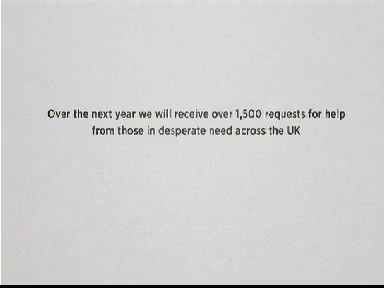 Over the next year we will receive over 1,500 requests for help
from those in desperate need across the UK